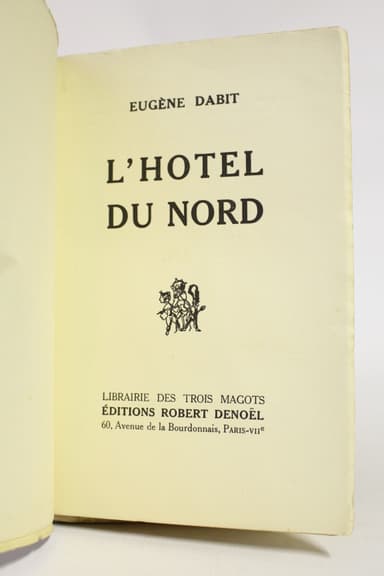 EUGÈNE DABIT
L'HOTEL
DU NORD
LIBRAIRIE DES TROIS MAGOTS
ÉDITIONS ROBERT DENOËL
60, Avenue de la Bourdonnais, PARIS-VIIe